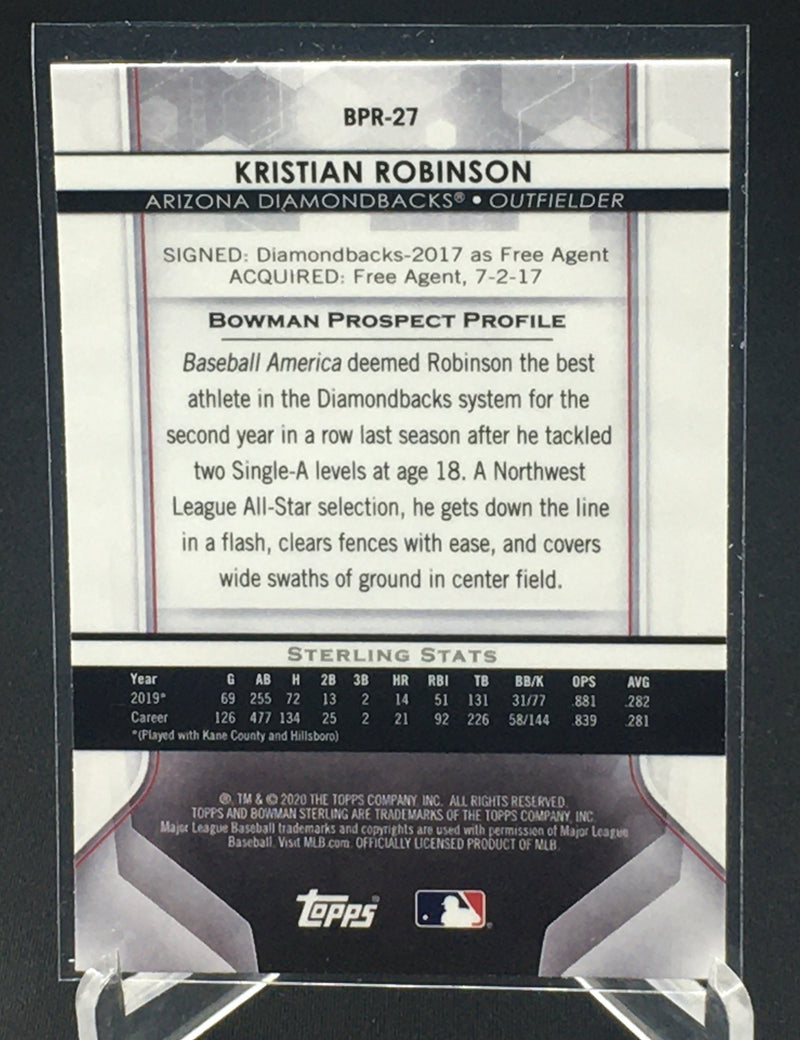 BPR-27
KRISTIAN ROBINSON
ARIZONA DIAMONDBACKS® • OUTFIELDER
SIGNED: Diamondbacks-2017 as Free Agent
ACQUIRED: Free Agent, 7-2-17
BOWMAN PROSPECT PROFILE
Baseball America deemed Robinson the best
athlete in the Diamondbacks system for the
second year in a row last season after he tackled
two Single-A levels at age 18. A Northwest
League All-Star selection, he gets down the line
in a flash, clears fences with ease, and covers
wide swaths of ground in center field.
STERLING STATS
Year G AB H 2B 3B HR RBI TB BB/K OPS AVG
2019* 69 255 72 13 2 14 51 131 31/77 .881 .282
Career 126 477 134 25 2 21 92 226 58/144 .839 .281
*(Played with Kane County and Hillsboro)
®, TM & © 2020 THE TOPPS COMPANY, INC. ALL RIGHTS RESERVED.
TOPPS AND BOWMAN STERLING ARE TRADEMARKS OF THE TOPPS COMPANY, INC.
Major League Baseball trademarks and copyrights are used with permission of Major League
Baseball. Visit MLB.com. OFFICIALLY LICENSED PRODUCT OF MLB.
topps® ®